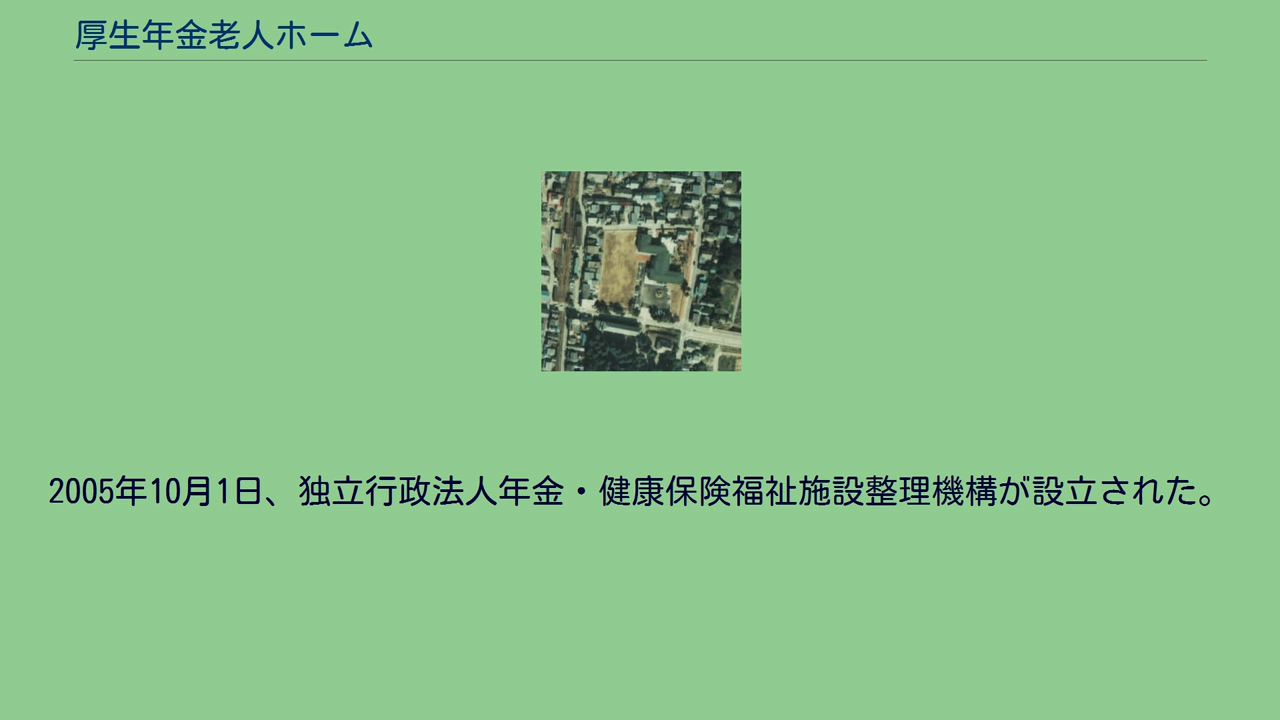 厚生年金老人ホーム
2005年10月1日、独立行政法人年金・健康保険福祉施設整理機構が設立された。